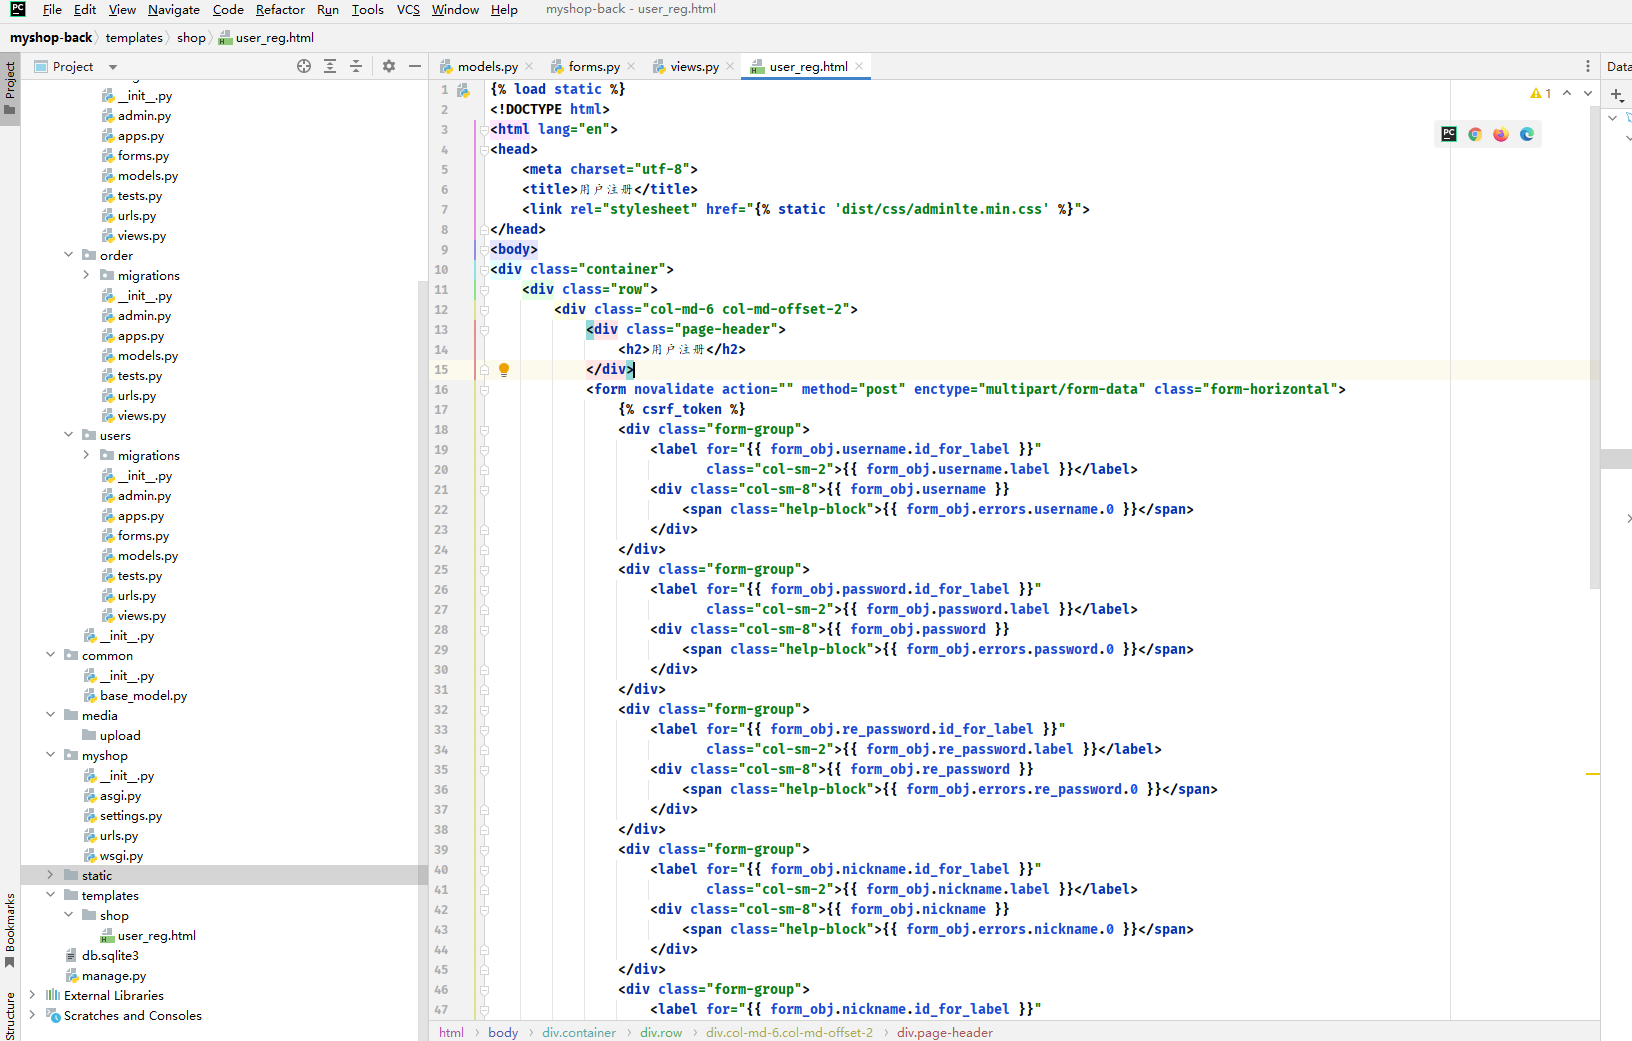 File Edit View Navigate Code Refactor Run Tools VCS Window Help myshop-back - user_reg.html
myshop-back templates shop user_reg.html
Project
Project
models.py forms.py views.py user_reg.html
Data
__init__.py
admin.py
apps.py
forms.py
models.py
tests.py
urls.py
views.py
order
migrations
__init__.py
admin.py
apps.py
models.py
tests.py
urls.py
views.py
users
migrations
__init__.py
admin.py
apps.py
forms.py
models.py
tests.py
urls.py
views.py
__init__.py
common
__init__.py
base_model.py
media
upload
myshop
__init__.py
asgi.py
settings.py
urls.py
wsgi.py
static
templates
shop
user_reg.html
db.sqlite3
manage.py
External Libraries
Scratches and Consoles
Bookmarks
Structure
1
1 {% load static %}
2 <!DOCTYPE html>
3 <html lang="en">
4 <head>
5 <meta charset="utf-8">
6 <title>用户注册</title>
7 <link rel="stylesheet" href="{% static 'dist/css/adminlte.min.css' %}">
8 </head>
9 <body>
10 <div class="container">
11 <div class="row">
12 <div class="col-md-6 col-md-offset-2">
13 <div class="page-header">
14 <h2>用户注册</h2>
15 </div>
16 <form novalidate action="" method="post" enctype="multipart/form-data" class="form-horizontal">
17 {% csrf_token %}
18 <div class="form-group">
19 <label for="{{ form_obj.username.id_for_label }}"
20 class="col-sm-2">{{ form_obj.username.label }}</label>
21 <div class="col-sm-8">{{ form_obj.username }}
22 <span class="help-block">{{ form_obj.errors.username.0 }}</span>
23 </div>
24 </div>
25 <div class="form-group">
26 <label for="{{ form_obj.password.id_for_label }}"
27 class="col-sm-2">{{ form_obj.password.label }}</label>
28 <div class="col-sm-8">{{ form_obj.password }}
29 <span class="help-block">{{ form_obj.errors.password.0 }}</span>
30 </div>
31 </div>
32 <div class="form-group">
33 <label for="{{ form_obj.re_password.id_for_label }}"
34 class="col-sm-2">{{ form_obj.re_password.label }}</label>
35 <div class="col-sm-8">{{ form_obj.re_password }}
36 <span class="help-block">{{ form_obj.errors.re_password.0 }}</span>
37 </div>
38 </div>
39 <div class="form-group">
40 <label for="{{ form_obj.nickname.id_for_label }}"
41 class="col-sm-2">{{ form_obj.nickname.label }}</label>
42 <div class="col-sm-8">{{ form_obj.nickname }}
43 <span class="help-block">{{ form_obj.errors.nickname.0 }}</span>
44 </div>
45 </div>
46 <div class="form-group">
47 <label for="{{ form_obj.nickname.id_for_label }}"
html body div.container div.row div.col-md-6.col-md-offset-2 div.page-header